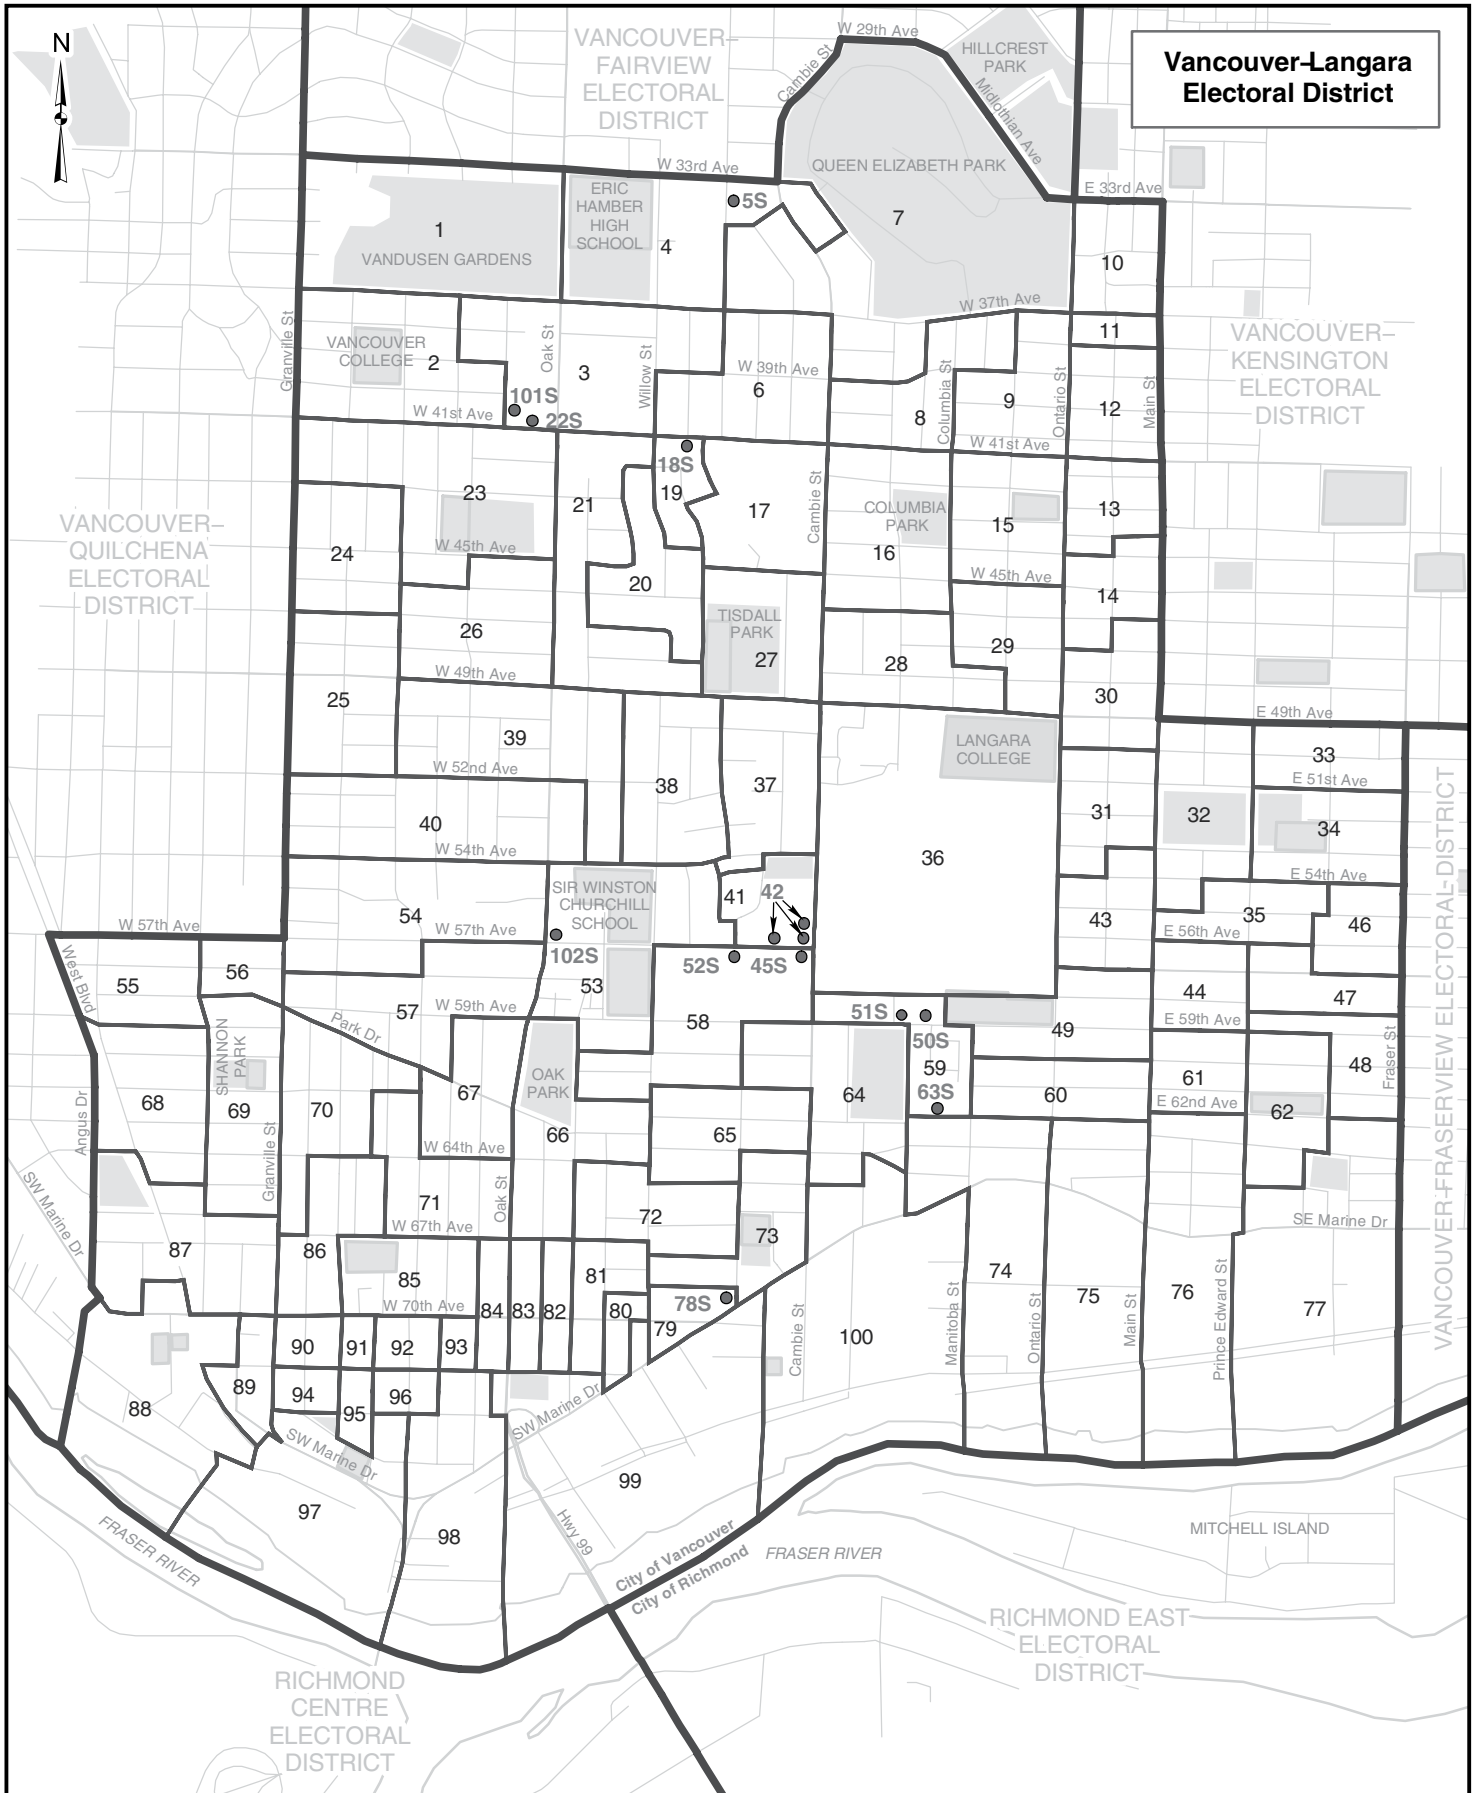 N
Vancouver–Langara
Electoral District
VANCOUVER–
FAIRVIEW
ELECTORAL
DISTRICT
W 29th Ave
HILLCREST
PARK
Cambie St
Midlothian Ave
QUEEN ELIZABETH PARK
W 33rd Ave
E 33rd Ave
ERIC
HAMBER
HIGH
SCHOOL
5S
1
4
7
10
VANDUSEN GARDENS
W 37th Ave
11
Granville St
VANCOUVER
COLLEGE
2
Oak St
3
Willow St
W 39th Ave
6
Columbia St
8
9
Ontario St
12
Main St
VANCOUVER–
KENSINGTON
ELECTORAL
DISTRICT
101S
22S
W 41st Ave
W 41st Ave
18S
19
23
21
17
Cambie St
COLUMBIA
PARK
16
15
13
VANCOUVER–
QUILCHENA
ELECTORAL
DISTRICT
24
W 45th Ave
W 45th Ave
20
14
TISDALL
PARK
27
26
29
28
W 49th Ave
25
30
E 49th Ave
39
LANGARA
COLLEGE
33
W 52nd Ave
E 51st Ave
38
37
40
31
32
34
W 54th Ave
36
E 54th Ave
SIR WINSTON
CHURCHILL
SCHOOL
41
42
54
43
35
46
W 57th Ave
W 57th Ave
E 56th Ave
102S
52S
45S
West Blvd
55
56
53
44
47
57
W 59th Ave
58
51S
50S
49
E 59th Ave
Park Dr
SHANNON
PARK
OAK
PARK
59
63S
48
Fraser St
VANCOUVER-FRASERVIEW ELECTORAL-DISTRICT
67
64
60
61
E 62nd Ave
62
68
69
70
Angus Dr
66
65
W 64th Ave
Granville St
SW Marine Dr
71
Oak St
72
73
W 67th Ave
SE Marine Dr
87
86
85
81
74
75
76
77
Manitoba St
Ontario St
Main St
Prince Edward St
W 70th Ave
84
83
82
80
78S
79
Cambie St
100
90
91
92
93
89
94
96
88
95
SW Marine Dr
SW Marine Dr
99
97
98
Hwy 99
FRASER RIVER
City of Vancouver
City of Richmond
FRASER RIVER
MITCHELL ISLAND
RICHMOND EAST
ELECTORAL
DISTRICT
RICHMOND
CENTRE
ELECTORAL
DISTRICT